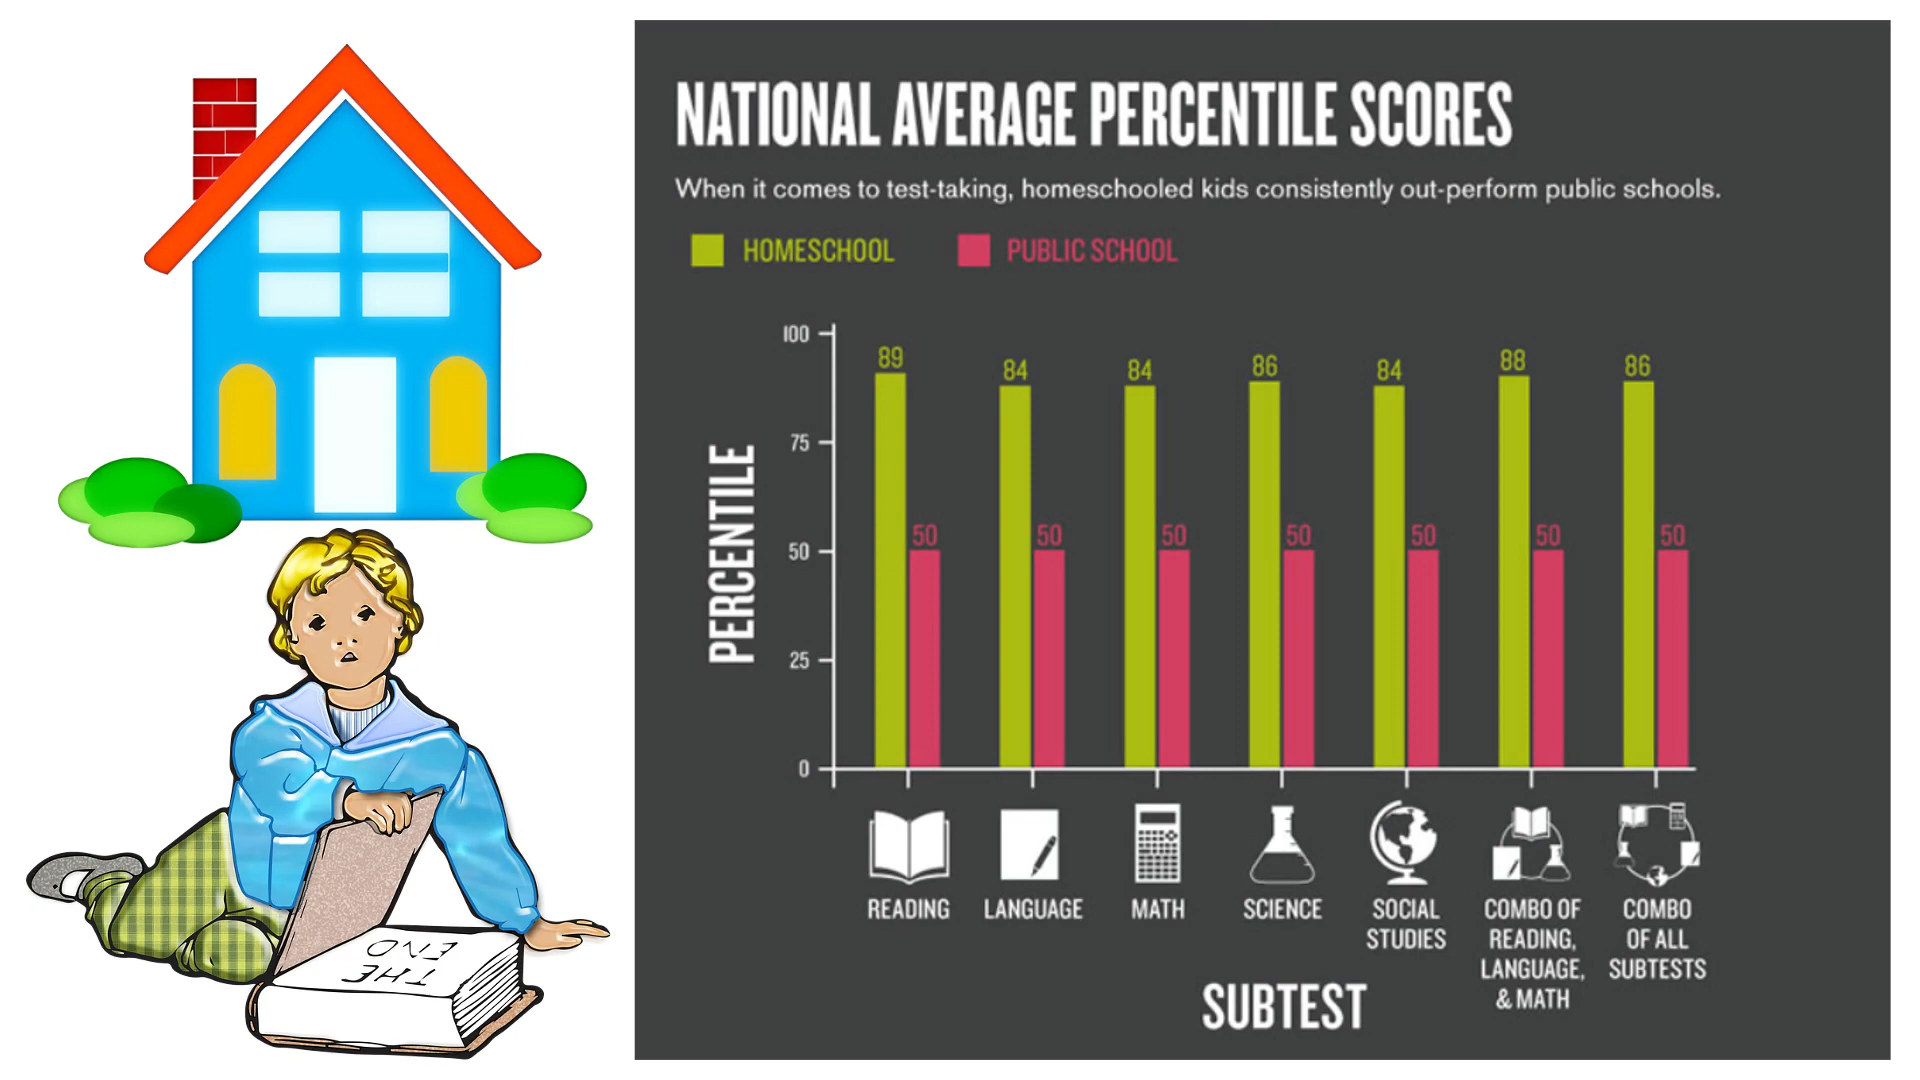 NATIONAL AVERAGE PERCENTILE SCORES
When it comes to test-taking, homeschooled kids consistently out-perform public schools.
HOMESCHOOL PUBLIC SCHOOL
PERCENTILE
100
75
50
25
0
89 50 84 50 84 50 86 50 84 50 88 50 86 50
READING
LANGUAGE
MATH
SCIENCE
SOCIAL
STUDIES
COMBO OF
READING,
LANGUAGE,
& MATH
COMBO
OF ALL
SUBTESTS
SUBTEST
THE
END